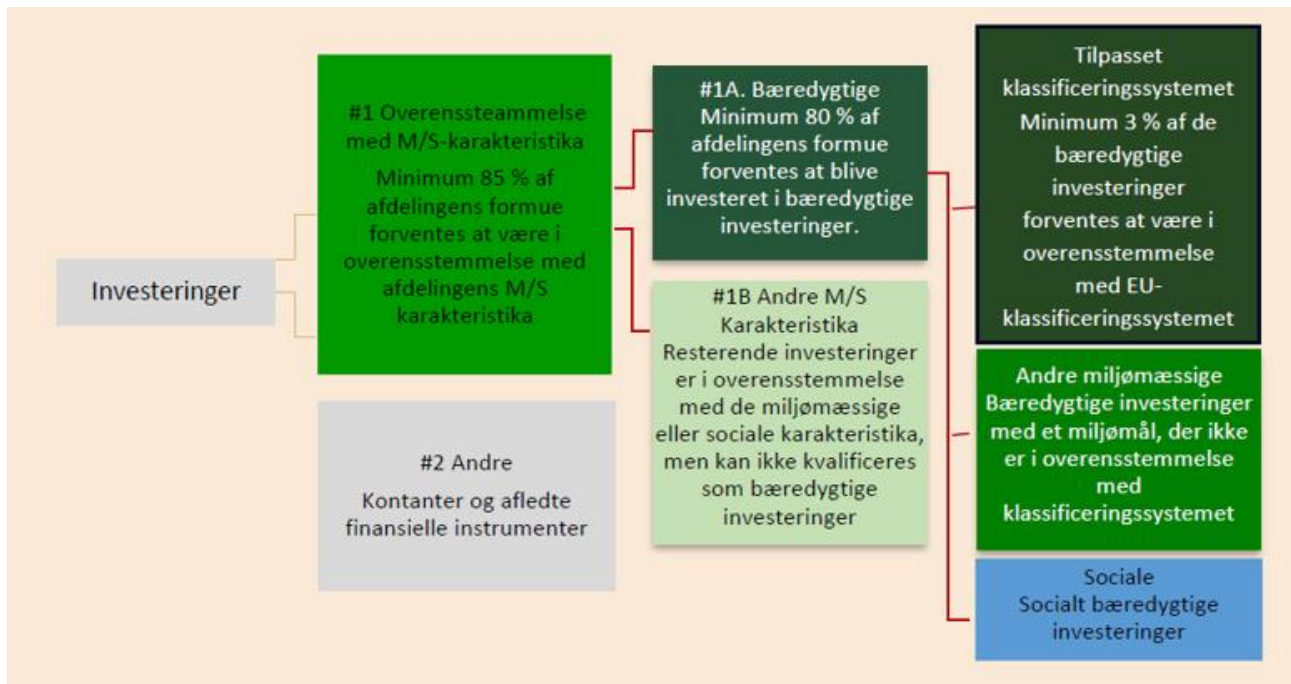 Investeringer
#1 Overenssteammelse
med M/S-karakteristika
Minimum 85 % af
afdelingens formue
forventes at være i
overensstemmelse med
afdelingens M/S
karakteristika
#2 Andre
Kontanter og afledte
finansielle instrumenter
#1A. Bæredygtige
Minimum 80 % af
afdelingens formue
forventes at blive
investeret i bæredygtige
investeringer.
#1B Andre M/S
Karakteristika
Resterende investeringer
er i overensstemmelse
med de miljømæssige
eller sociale karakteristika,
men kan ikke kvalificeres
som bæredygtige
investeringer
Tilpasset
klassificeringssystemet
Minimum 3 % af de
bæredygtige
investeringer
forventes at være i
overensstemmelse
med EU-
klassificeringssystemet
Andre miljømæssige
Bæredygtige investeringer
med et miljømål, der ikke
er i overensstemmelse
med
klassificeringssystemet
Sociale
Socialt bæredygtige
investeringer